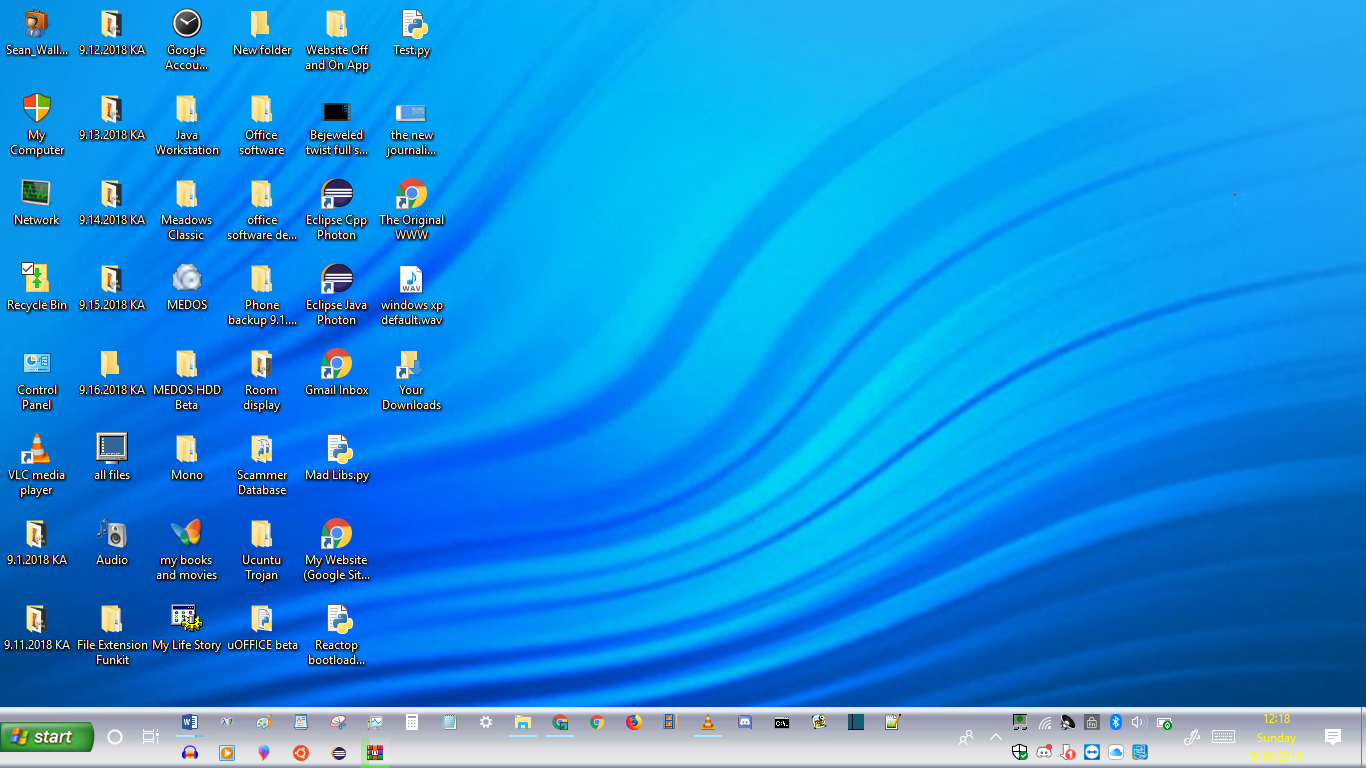 Sean_Wall...
9.12.2018 KA
Google
Accou...
New folder
Website Off
and On App
Test.py
My
Computer
9.13.2018 KA
Java
Workstation
Office
software
Bejeweled
twist full s...
the new
journali...
Network
9.14.2018 KA
Meadows
Classic
office
software de...
Eclipse Cpp
Photon
The Original
WWW
Recycle Bin
9.15.2018 KA
MEDOS
Phone
backup 9.1....
Eclipse Java
Photon
windows xp
default.wav
Control
Panel
9.16.2018 KA
MEDOS HDD
Beta
Room
display
Gmail Inbox
Your
Downloads
VLC media
player
all files
Mono
Scammer
Database
Mad Libs.py
9.1.2018 KA
Audio
my books
and movies
Ucuntu
Trojan
My Website
(Google Sit...
9.11.2018 KA
File Extension
Funkit
My Life Story
uOFFICE beta
Reactop
bootload...
WAV
start
12:18
Sunday
9/16/2018